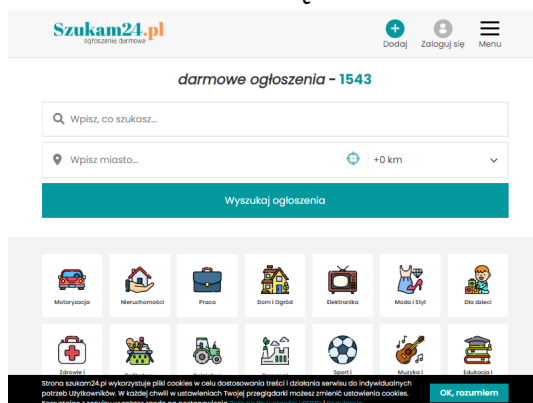 Szukam24.pl
ogłoszenie darmowe
Dodaj
Zaloguj się
Menu
darmowe ogłoszenia - 1543
Wpisz, co szukasz...
Wpisz miasto...
+0 km
Wyszukaj ogłoszenia
Motoryzacja
Nieruchomości
Praca
Dom i Ogród
Elektronika
Moda i Styl
Dla dzieci
Zdrowie i
Sport i
Muzyka i
Edukacja i
Strona szukam24.pl wykorzystuje pliki cookies w celu dostosowania treści i działania serwisu do indywidualnych
potrzeb Użytkowników. W każdej chwili w ustawieniach Twojej przeglądarki możesz zmienić ustawienia cookies.
OK, rozumiem